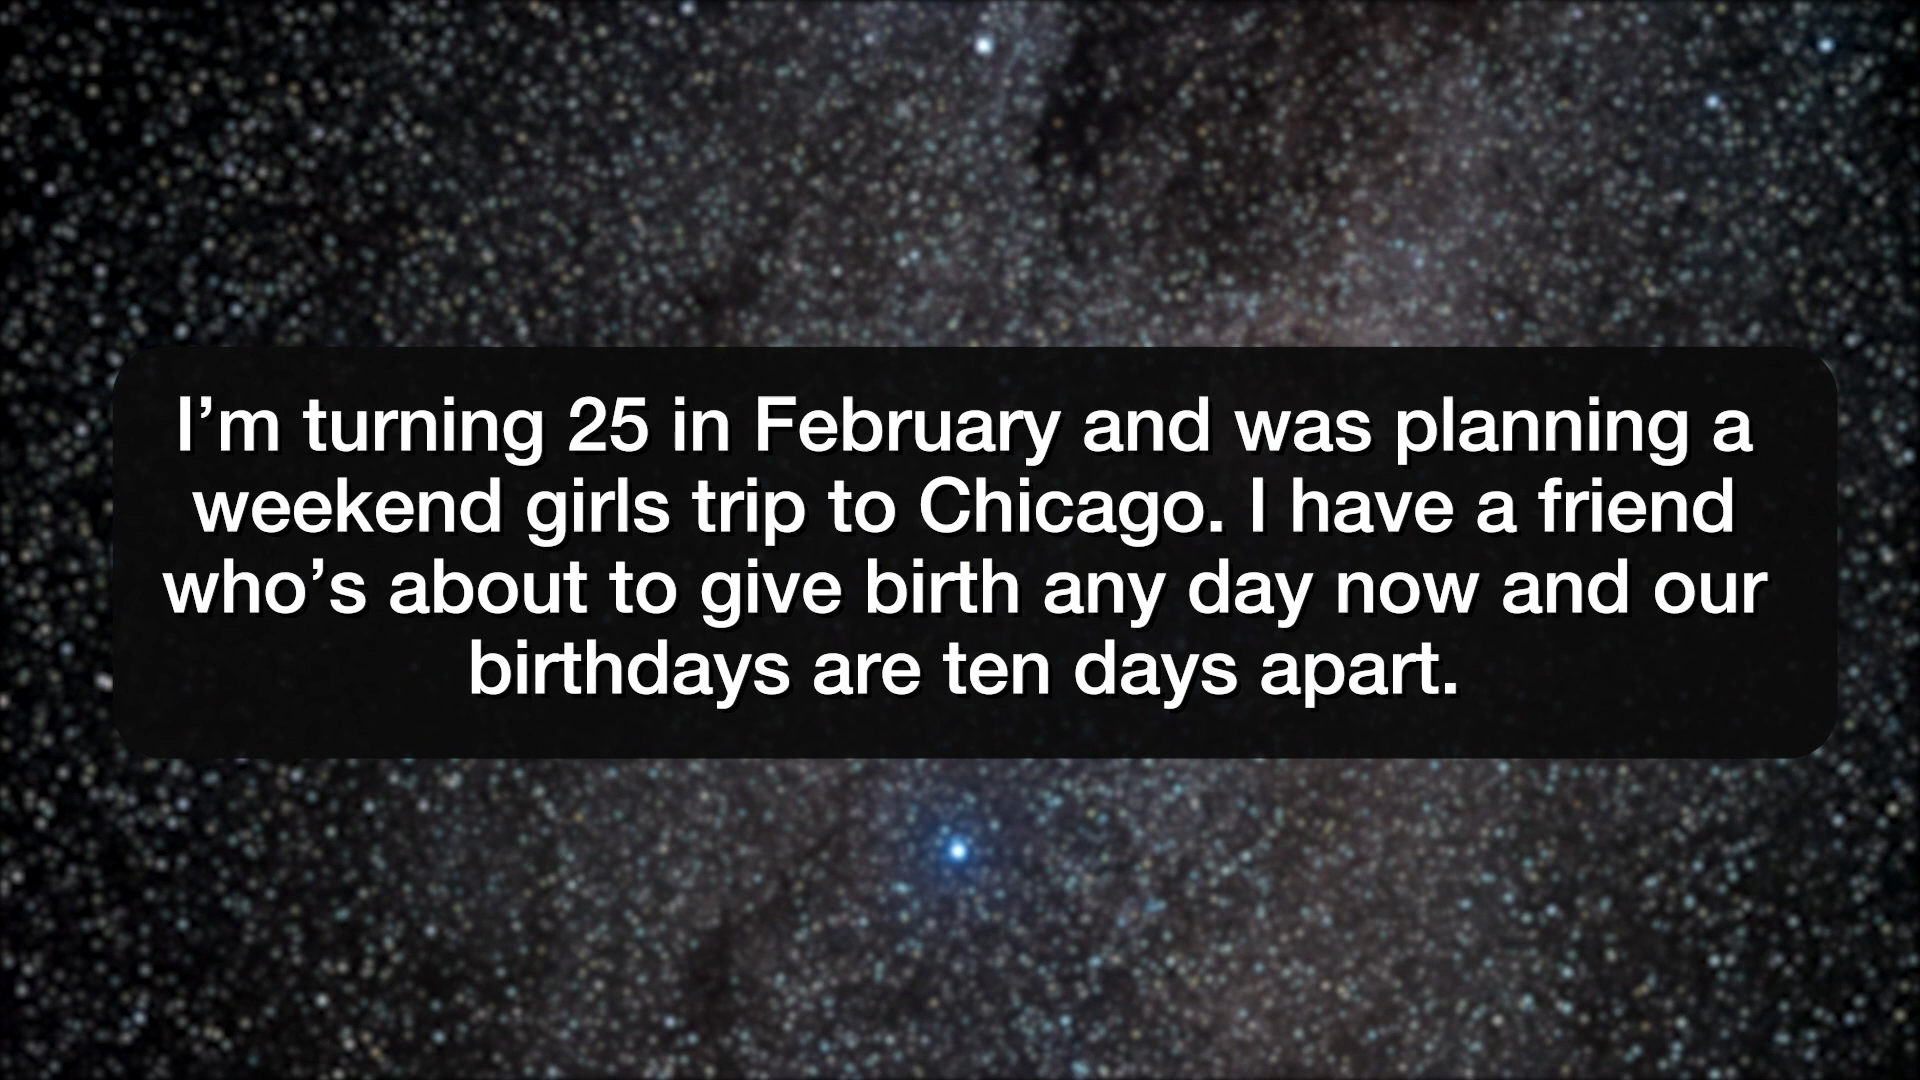 I’m turning 25 in February and was planning a
weekend girls trip to Chicago. I have a friend
who’s about to give birth any day now and our
birthdays are ten days apart.